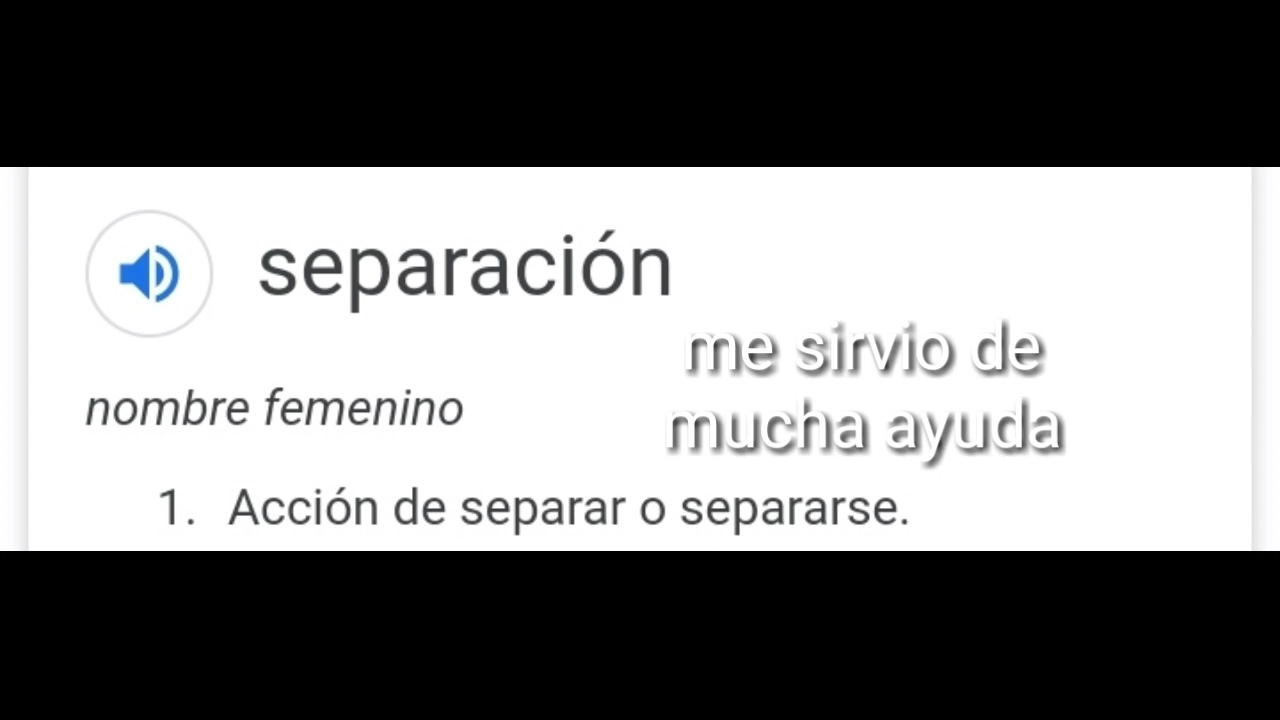 separación
me sirvio de
mucha ayuda
nombre femenino
1. Acción de separar o separarse.